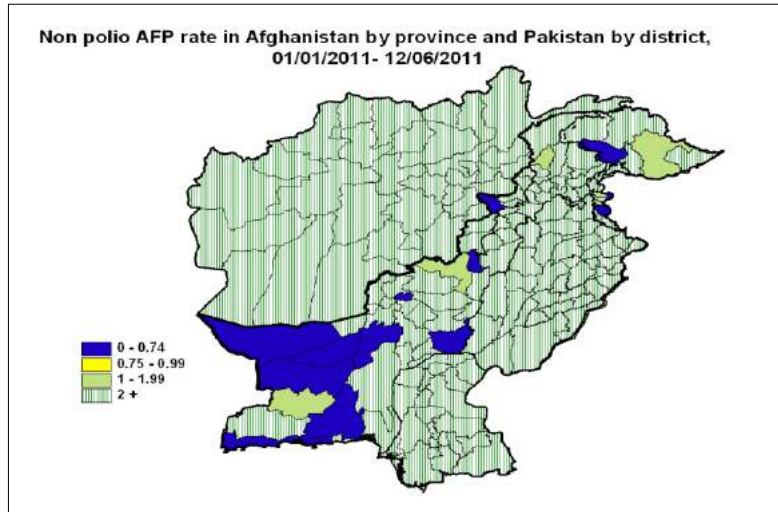 Non polio AFP rate in Afghanistan by province and Pakistan by district,
01/01/2011- 12/06/2011
0 - 0.74
0.75 - 0.99
1 - 1.99
2 +